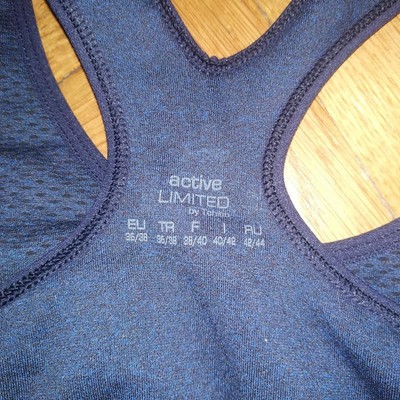 active
LIMITED
by Tchibo
EU TR F I RU
36/38 36/38 38/40 40/42 42/44